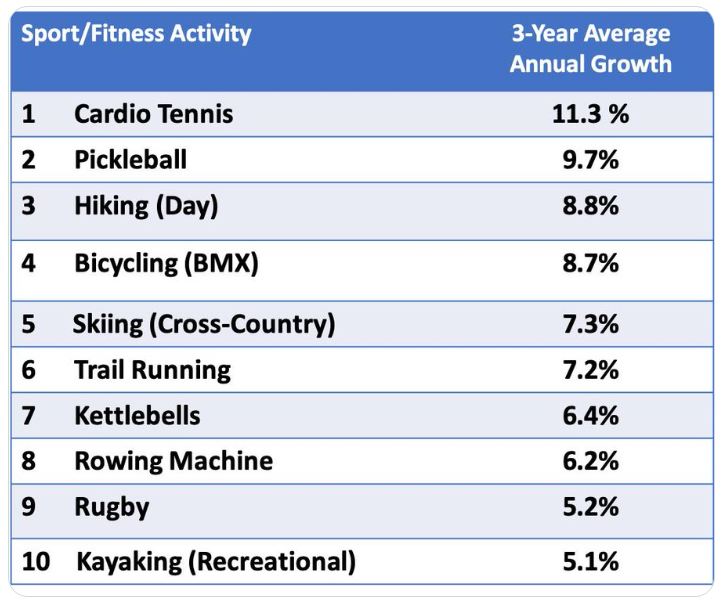 Sport/Fitness Activity 3-Year Average
Annual Growth
1 Cardio Tennis 11.3 %
2 Pickleball 9.7%
3 Hiking (Day) 8.8%
4 Bicycling (BMX) 8.7%
5 Skiing (Cross-Country) 7.3%
6 Trail Running 7.2%
7 Kettlebells 6.4%
8 Rowing Machine 6.2%
9 Rugby 5.2%
10 Kayaking (Recreational) 5.1%